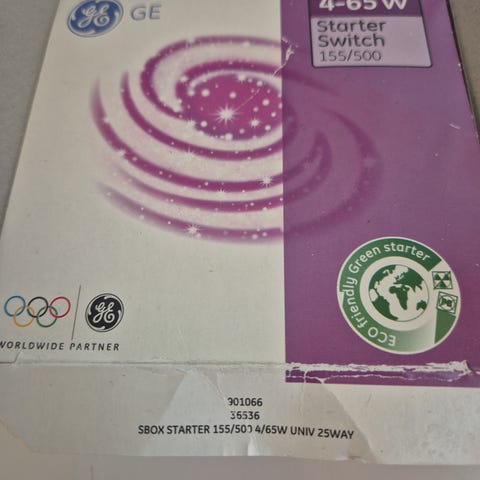 GE
4-65 W
Starter
Switch
155/500
ECO friendly Green starter
WORLDWIDE PARTNER
901066
36536
SBOX STARTER 155/500 4/65W UNIV 25WAY